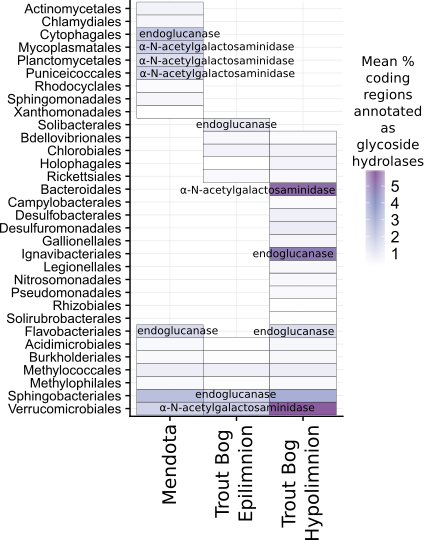 Actinomycetales
Chlamydiales
Cytophagales endoglucanase
Mycoplasmatales α-N-acetylgalactosaminidase
Planctomycetales α-N-acetylgalactosaminidase
Puniceicoccales α-N-acetylgalactosaminidase
Rhodocyclales
Sphingomonadales
Xanthomonadales
Solibacterales endoglucanase
Bdellovibrionales
Chlorobiales
Holophagales
Rickettsiales
Bacteroidales α-N-acetylgalactosaminidase
Campylobacterales
Desulfobacterales
Desulfuromonadales
Gallionellales
Ignavibacteriales endoglucanase
Legionellales
Nitrosomonadales
Pseudomonadales
Rhizobiales
Solirubrobacterales
Flavobacteriales endoglucanase endoglucanase
Acidimicrobiales
Burkholderiales
Methylococcales
Methylophilales
Sphingobacteriales endoglucanase
Verrucomicrobiales α-N-acetylgalactosaminidase
Mendota
Trout Bog
Epilimnion
Trout Bog
Hypolimnion
Mean %
coding
regions
annotated
as
glycoside
hydrolases
5
4
3
2
1